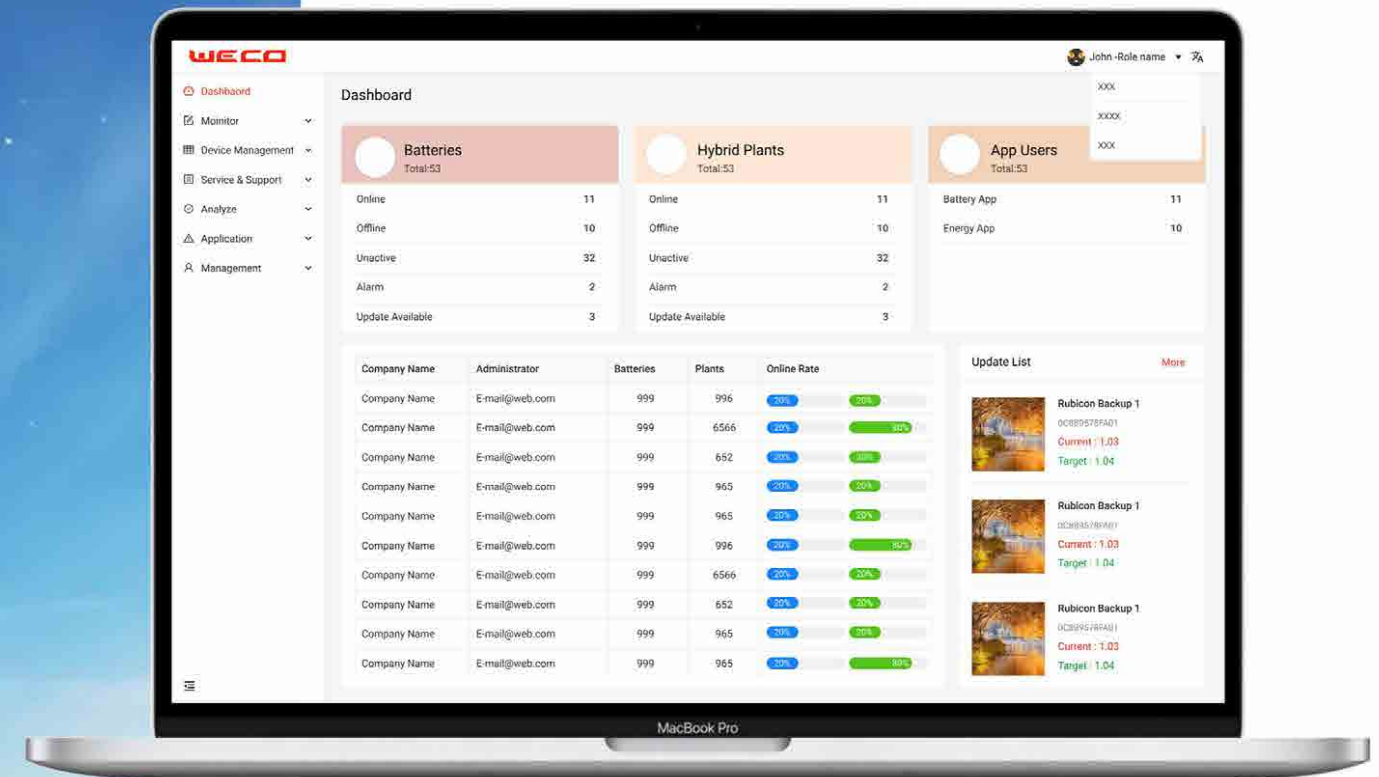 WECO
John -Role name
xxx
xxxx
xxx
Dashbaord
Monitor
Device Management
Service & Support
Analyze
Application
Management
Dashboard
Batteries
Total:53
Online 11
Offline 10
Unactive 32
Alarm 2
Update Available 3
Hybrid Plants
Total:53
Online 11
Offline 10
Unactive 32
Alarm 2
Update Available 3
App Users
Total:53
Battery App 11
Energy App 10
Company Name Administrator Batteries Plants Online Rate
Company Name E-mail@web.com 999 996 20% 20%
Company Name E-mail@web.com 999 6566 20% 80%
Company Name E-mail@web.com 999 652 20% 20%
Company Name E-mail@web.com 999 965 20% 20%
Company Name E-mail@web.com 999 965 20% 20%
Company Name E-mail@web.com 999 996 20% 80%
Company Name E-mail@web.com 999 6566 20% 20%
Company Name E-mail@web.com 999 652 20% 20%
Company Name E-mail@web.com 999 965 20% 20%
Company Name E-mail@web.com 999 965 20% 80%
Update List More
Rubicon Backup 1
Current : 1.03
Target : 1.04
Rubicon Backup 1
Current : 1.03
Target : 1.04
Rubicon Backup 1
Current : 1.03
Target : 1.04
MacBook Pro